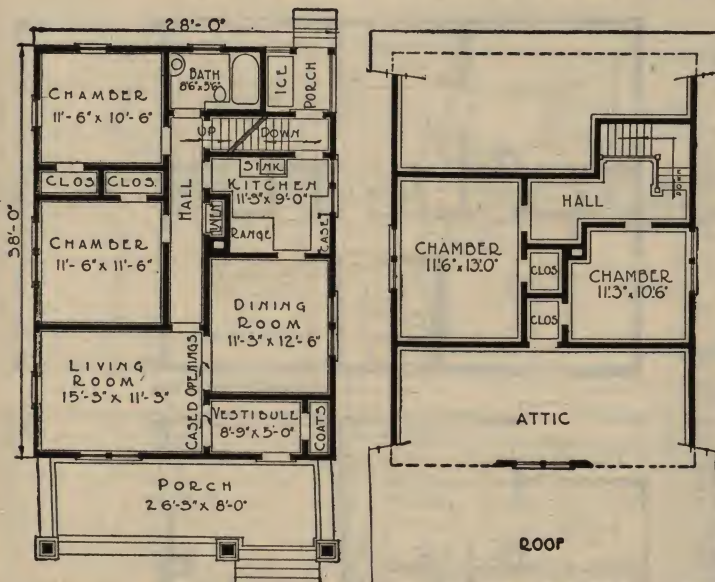 28'-0"
38'-0"
CHAMBER
11'-6" x 10'-6"
BATH
8'6" x 5'6"
ICE
PORCH
UP
DOWN
CLOS.
CLOS.
HALL
SINK
KITCHEN
11'-3" x 9'-0"
LINEN
RANGE
CASE
CHAMBER
11'-6" x 11'-6"
DINING
ROOM
11'-3" x 12'-6"
LIVING
ROOM
15'-3" x 11'-3"
CASED OPENINGS
VESTIBULE
8'-9" x 5'-0"
COATS
PORCH
26'-3" x 8'-0"
HALL
DOWN
CHAMBER
11'6" x 13'0"
CLOS.
CHAMBER
11'3" x 10'6"
CLOS.
ATTIC
ROOF